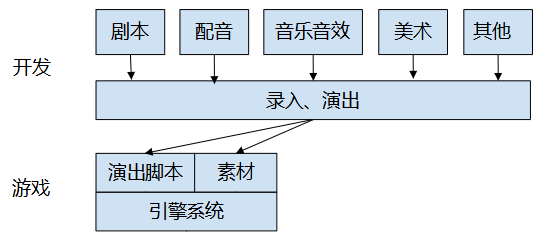 剧本 配音 音乐音效 美术 其他
开发
录入、演出
演出脚本 素材
游戏
引擎系统